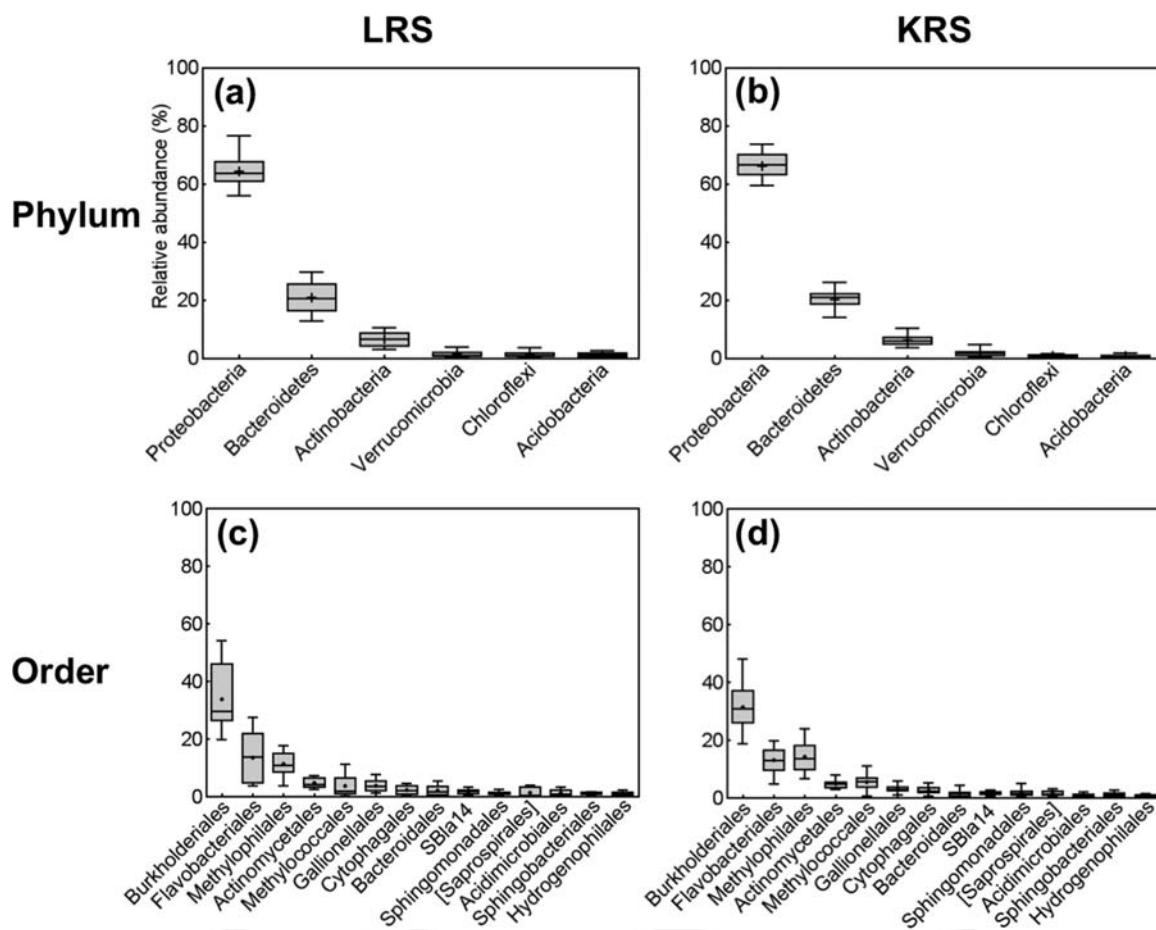 LRS
KRS
Phylum
Relative abundance (%)
(a)
100
80
60
40
20
0
Proteobacteria
Bacteroidetes
Actinobacteria
Verrucomicrobia
Chloroflexi
Acidobacteria
(b)
100
80
60
40
20
0
Proteobacteria
Bacteroidetes
Actinobacteria
Verrucomicrobia
Chloroflexi
Acidobacteria
Order
(c)
100
80
60
40
20
0
Burkholderiales
Flavobacteriales
Methylophilales
Actinomycetales
Methylococcales
Gallionellales
Cytophagales
Bacteroidales
SBla14
Sphingomonadales
[Saprospirales]
Acidimicrobiales
Sphingobacteriales
Hydrogenophilales
(d)
100
80
60
40
20
0
Burkholderiales
Flavobacteriales
Methylophilales
Actinomycetales
Methylococcales
Gallionellales
Cytophagales
Bacteroidales
SBla14
Sphingomonadales
[Saprospirales]
Acidimicrobiales
Sphingobacteriales
Hydrogenophilales